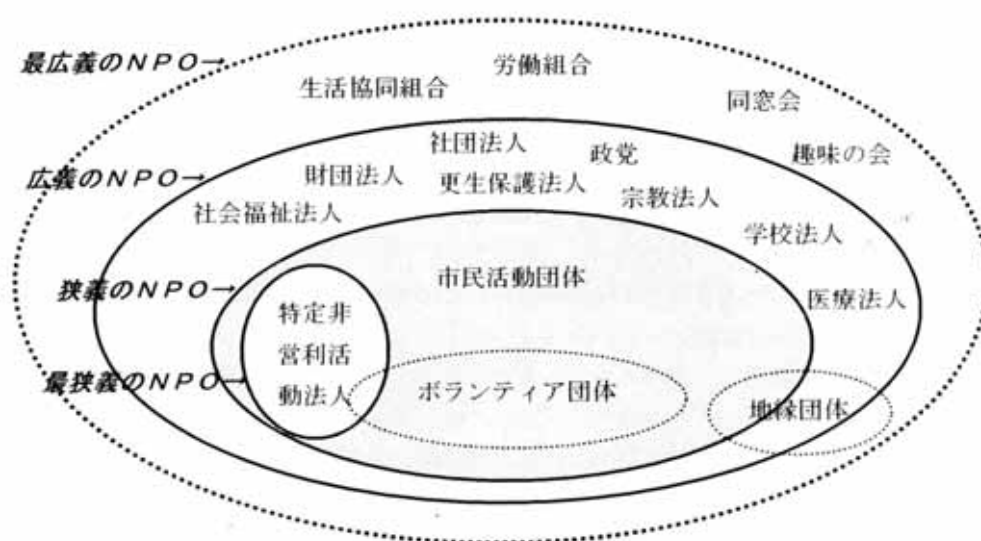 最広義のNPO→
労働組合
生活協同組合
同窓会
社団法人
政党
趣味の会
広義のNPO→
財団法人
更生保護法人
宗教法人
社会福祉法人
学校法人
狭義のNPO→
市民活動団体
医療法人
特定非
営利活
動法人
最狭義のNPO→
ボランティア団体
地縁団体